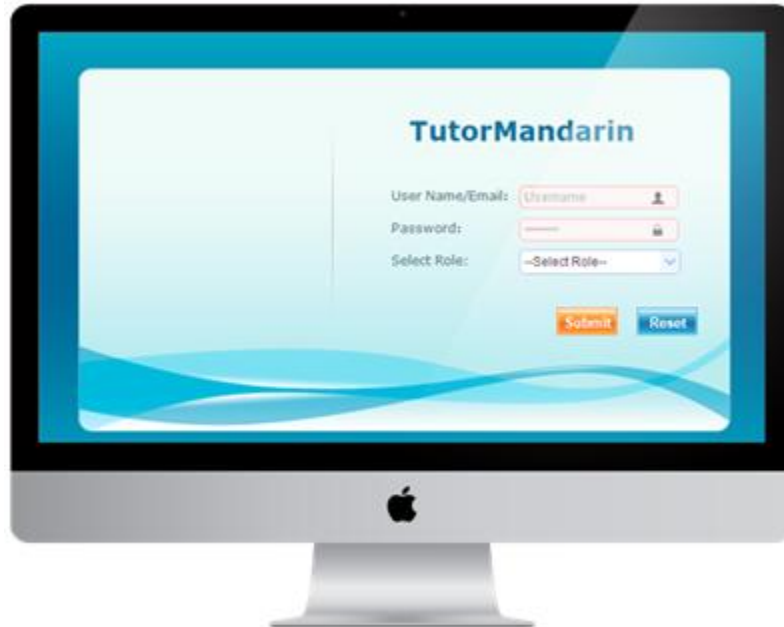 TutorMandarin
User Name/Email: Username
Password:
Select Role: --Select Role--
Submit Reset